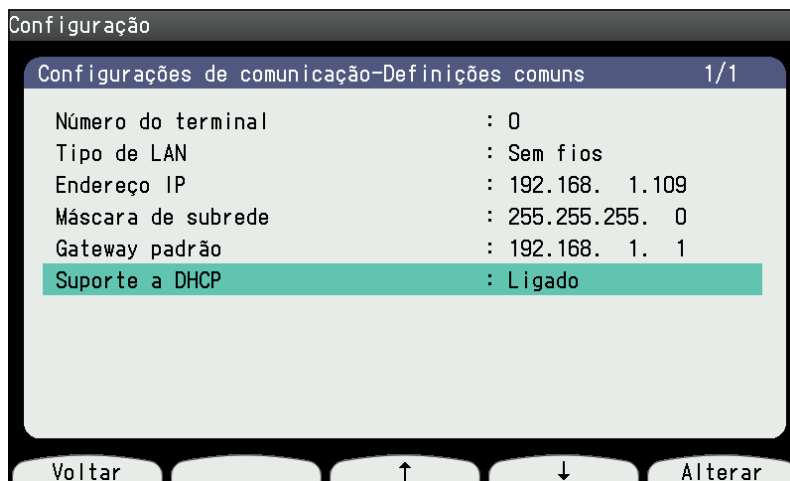 Configuração
Configurações de comunicação-Definições comuns 1/1
Número do terminal : 0
Tipo de LAN : Sem fios
Endereço IP : 192.168. 1.109
Máscara de subrede : 255.255.255. 0
Gateway padrão : 192.168. 1. 1
Suporte a DHCP : Ligado
Voltar ↑ ↓ Alterar